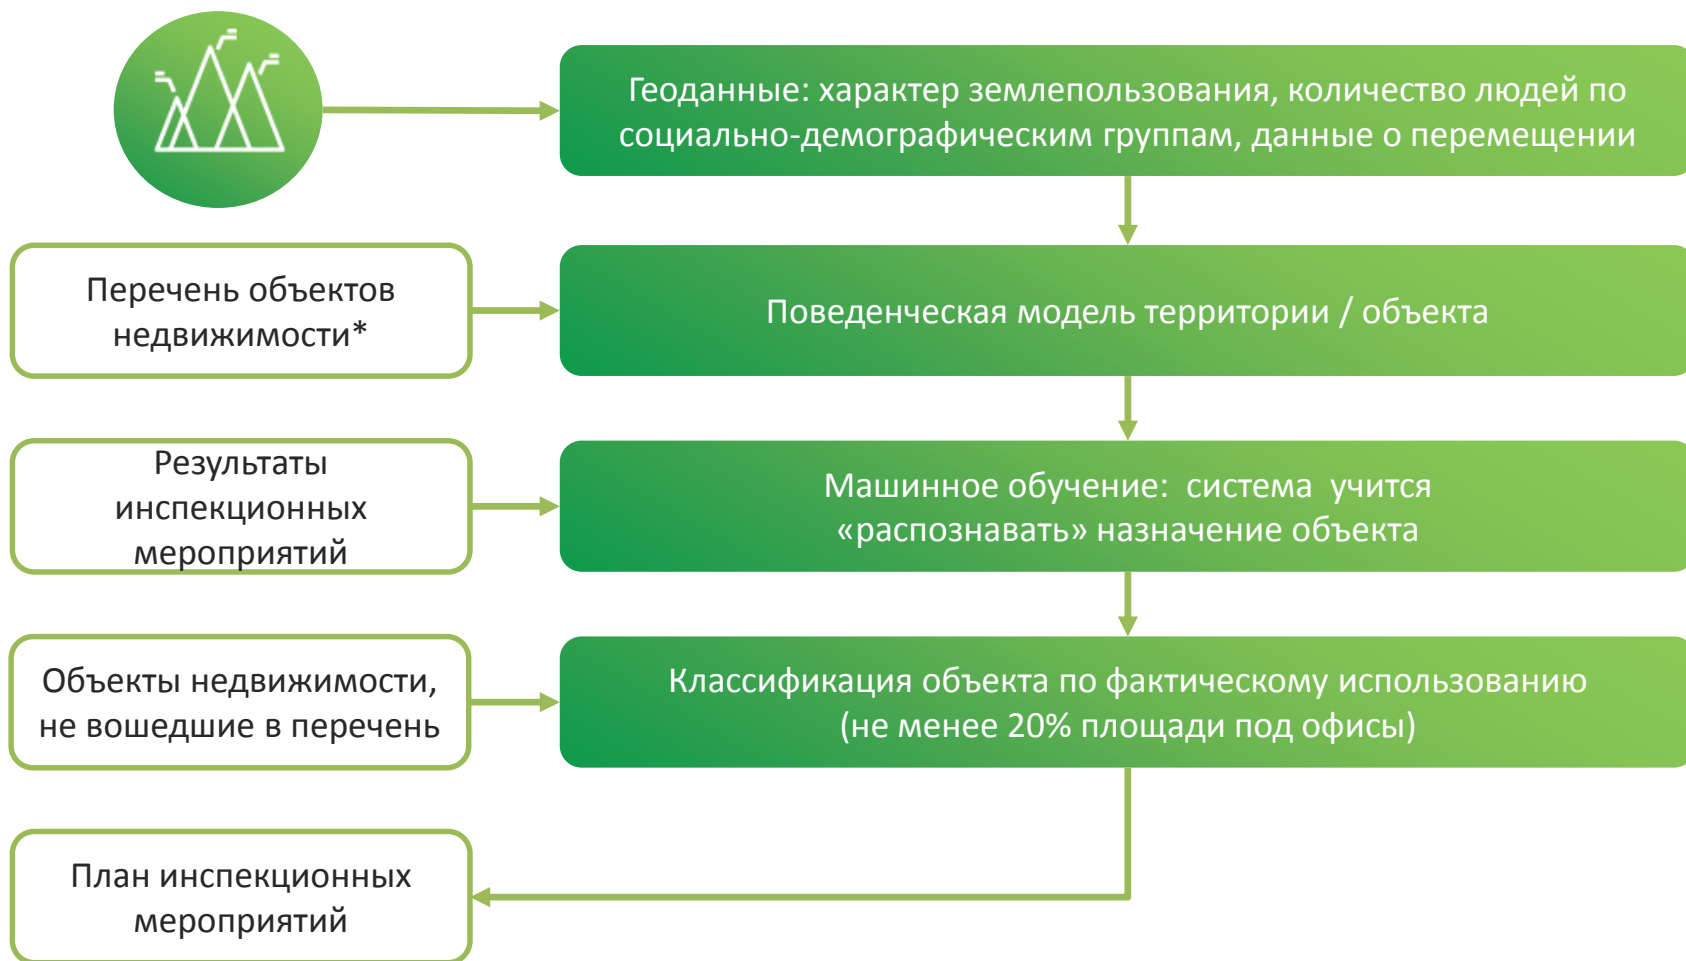 Геоданные: характер землепользования, количество людей по
социально-демографическим группам, данные о перемещении
Перечень объектов
недвижимости*
Поведенческая модель территории / объекта
Результаты
инспекционных
мероприятий
Машинное обучение: система учится
«распознавать» назначение объекта
Объекты недвижимости,
не вошедшие в перечень
Классификация объекта по фактическому использованию
(не менее 20% площади под офисы)
План инспекционных
мероприятий